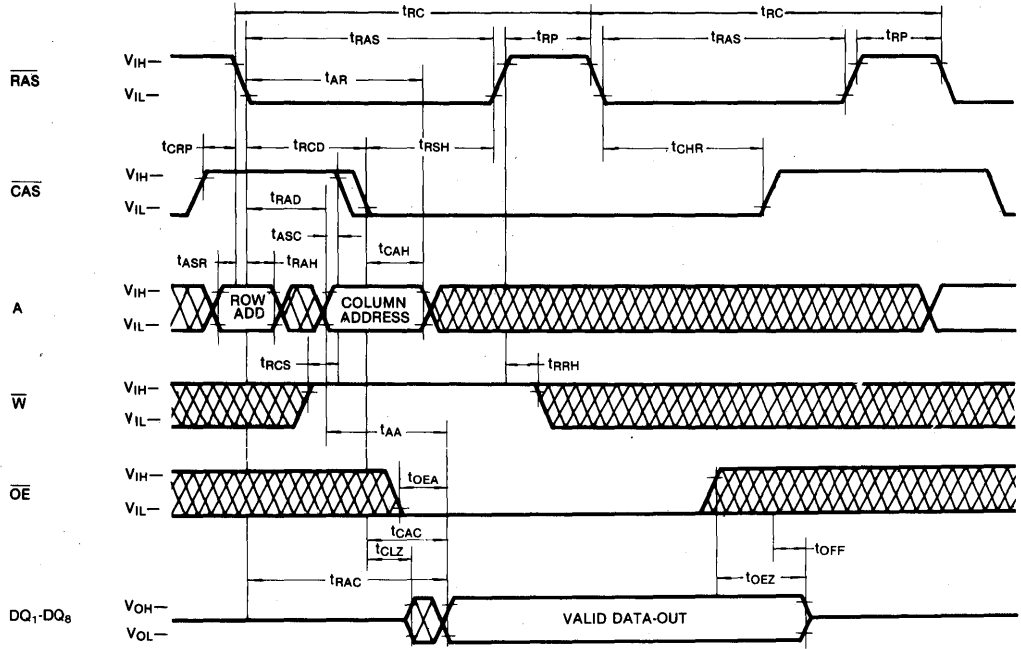 tRC tRC
tRAS tRP tRAS tRP
RAS VIH— tAR
VIL—
tCRP tRCD tRSH tCHR
CAS VIH—
tRAD
VIL—
tASC
tASR tRAH tCAH
A VIH— ROW ADD COLUMN ADDRESS
VIL—
tRCS tRRH
W VIH—
VIL—
tAA
OE VIH— tOEA
VIL—
tCAC
tCLZ tOFF
tRAC tOEZ
DQ1-DQ8 VOH— VALID DATA-OUT
VOL—